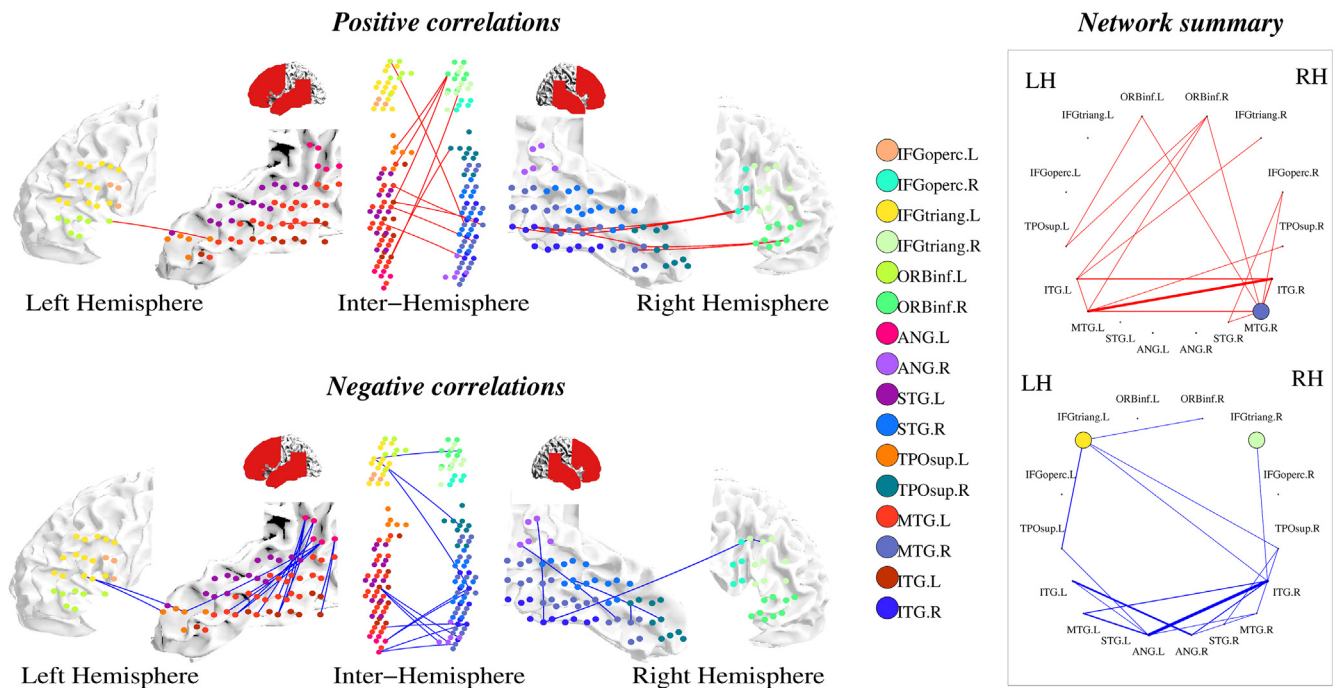 Positive correlations
Left Hemisphere
Inter-Hemisphere
Right Hemisphere
Negative correlations
Left Hemisphere
Inter-Hemisphere
Right Hemisphere
IFGoperc.L
IFGoperc.R
IFGtriang.L
IFGtriang.R
ORBinf.L
ORBinf.R
ANG.L
ANG.R
STG.L
STG.R
TPOsup.L
TPOsup.R
MTG.L
MTG.R
ITG.L
ITG.R
Network summary
LH
RH
ORBinf.L
ORBinf.R
IFGtriang.L
IFGtriang.R
IFGoperc.L
IFGoperc.R
TPOsup.L
TPOsup.R
ITG.L
ITG.R
MTG.L
MTG.R
STG.L
STG.R
ANG.L
ANG.R
LH
RH
ORBinf.L
ORBinf.R
IFGtriang.L
IFGtriang.R
IFGoperc.L
IFGoperc.R
TPOsup.L
TPOsup.R
ITG.L
ITG.R
MTG.L
MTG.R
STG.L
STG.R
ANG.L
ANG.R